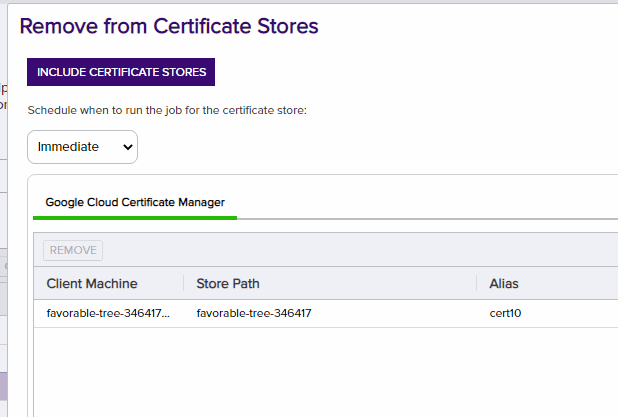 Remove from Certificate Stores
INCLUDE CERTIFICATE STORES
Schedule when to run the job for the certificate store:
Immediate
Google Cloud Certificate Manager
REMOVE
Client Machine Store Path Alias
favorable-tree-346417... favorable-tree-346417 cert10